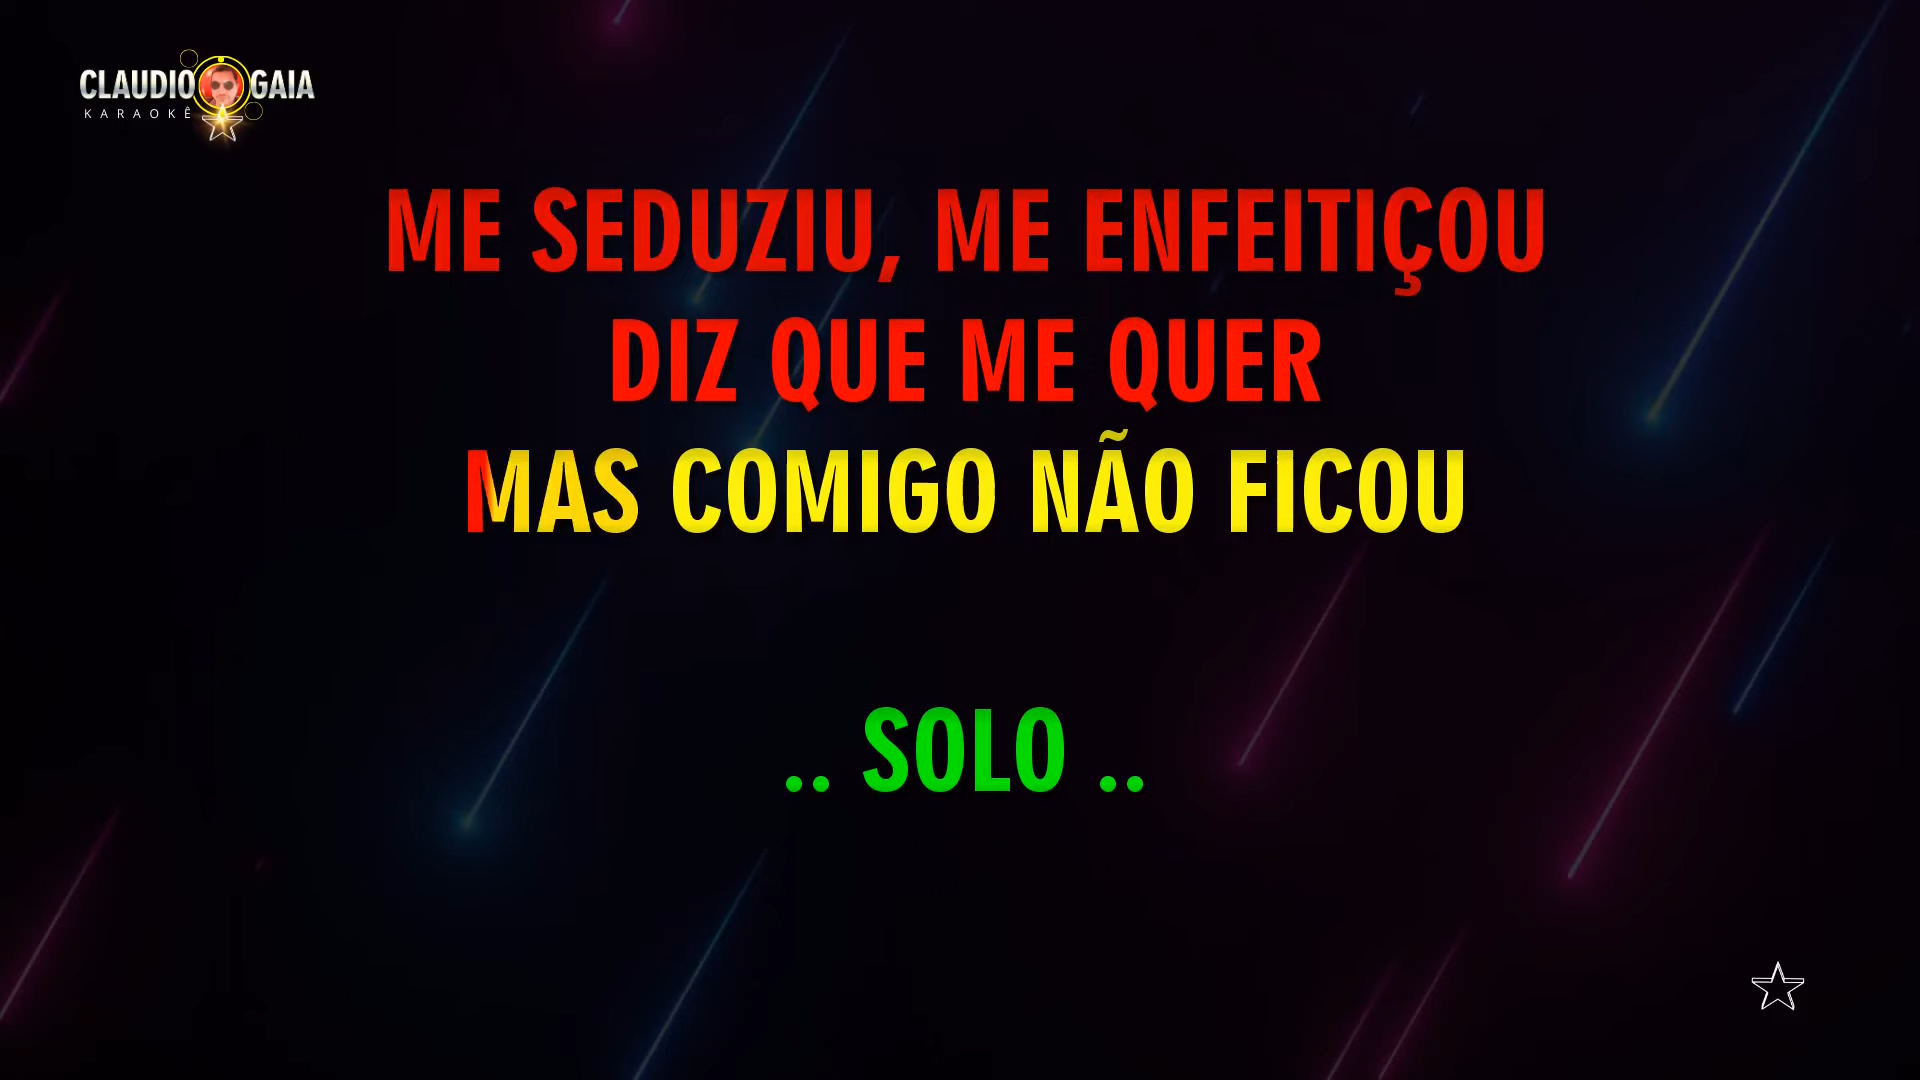 CLAUDIO GAIA
KARAOKÊ
ME SEDUZIU, ME ENFEITIÇOU
DIZ QUE ME QUER
MAS COMIGO NÃO FICOU
.. SOLO ..